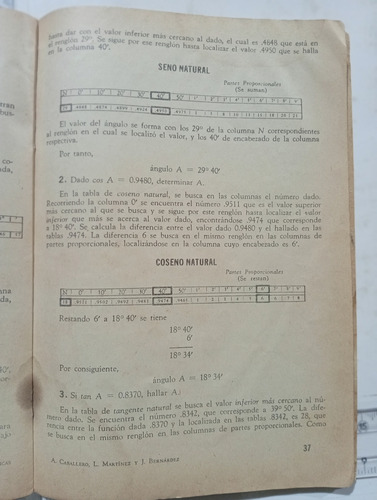 hasta dar con el valor inferior más cercano al dado, el cual es .4848 que está en
el renglón 29°. Se sigue por ese renglón hasta localizar el valor .4950 que se halla
en la columna 40'.
SENO NATURAL
Partes Proporcionales
(Se suman)
El valor del ángulo se forma con los 29° de la columna N correspondientes
al renglón en el cual se localizó el valor, y los 40' de encabezado de la columna
respectiva.
Por tanto,
ángulo A = 29° 40'
2. Dado cos A = 0.9480, determinar A.
En la tabla de coseno natural, se busca en las columnas el número dado.
Recorriendo la columna 0' se encuentra el número .9511 que es el valor superior
más cercano al que se busca y se sigue por este renglón hasta localizar el valor
inferior que más se acerca al dado, encontrándose .9474 que corresponde
a 18° 40'. Se calcula la diferencia entre el valor dado 0.9480 y el hallado en las
tablas .9474. La diferencia 6 se busca en el mismo renglón en las columnas de
partes proporcionales, localizándose en la columna cuyo encabezado es 6'.
COSENO NATURAL
Partes Proporcionales
(Se restan)
Restando 6' a 18° 40' se tiene
18° 40'
6'
18° 34'
Por consiguiente,
ángulo A = 18° 34'
3. Si tan A = 0.8370, hallar A:
En la tabla de tangente natural se busca el valor inferior más cercano al nú-
mero dado. Se encuentra el número .8342, que corresponde a 39° 50'. La dife-
rencia entre la función dada .8370 y la localizada en las tablas .8342, es 28, que
se busca en el mismo renglón en las columnas de partes proporcionales. Como
37
A. CABALLERO, L. MARTÍNEZ Y J. BERNÁRDEZ